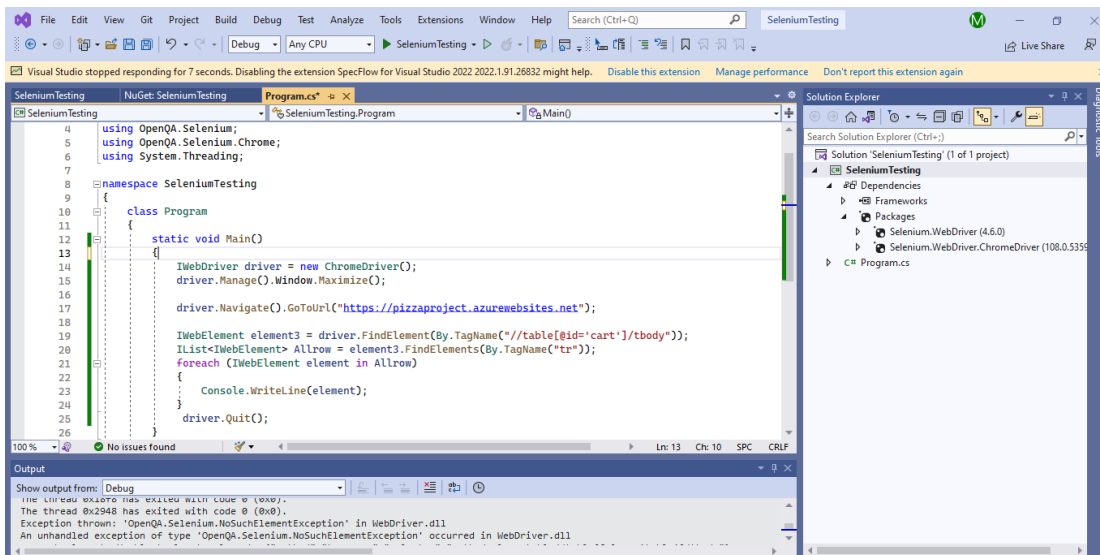 File Edit View Git Project Build Debug Test Analyze Tools Extensions Window Help Search (Ctrl+Q) SeleniumTesting M
Debug Any CPU SeleniumTesting Live Share
Visual Studio stopped responding for 7 seconds. Disabling the extension SpecFlow for Visual Studio 2022 2022.1.91.26832 might help. Disable this extension Manage performance Don't report this extension again
SeleniumTesting NuGet: SeleniumTesting Program.cs*
SeleniumTesting SeleniumTesting.Program Main()
4 using OpenQA.Selenium;
5 using OpenQA.Selenium.Chrome;
6 using System.Threading;
7
8 namespace SeleniumTesting
9 {
10 class Program
11 {
12 static void Main()
13 {
14 IWebDriver driver = new ChromeDriver();
15 driver.Manage().Window.Maximize();
16
17 driver.Navigate().GoToUrl("https://pizzaproject.azurewebsites.net");
18
19 IWebElement element3 = driver.FindElement(By.TagName("//table[@id='cart']/tbody"));
20 IList<IWebElement> Allrow = element3.FindElements(By.TagName("tr"));
21 foreach (IWebElement element in Allrow)
22 {
23 Console.WriteLine(element);
24 }
25 driver.Quit();
26 }
100 % No issues found Ln: 13 Ch: 10 SPC CRLF
Output
Show output from: Debug
The thread 0x18f8 has exited with code 0 (0x0).
The thread 0x2948 has exited with code 0 (0x0).
Exception thrown: 'OpenQA.Selenium.NoSuchElementException' in WebDriver.dll
An unhandled exception of type 'OpenQA.Selenium.NoSuchElementException' occurred in WebDriver.dll
Solution Explorer
Search Solution Explorer (Ctrl+;)
Solution 'SeleniumTesting' (1 of 1 project)
SeleniumTesting
Dependencies
Frameworks
Packages
Selenium.WebDriver (4.6.0)
Selenium.WebDriver.ChromeDriver (108.0.5359
C# Program.cs
Diagnostic Tools